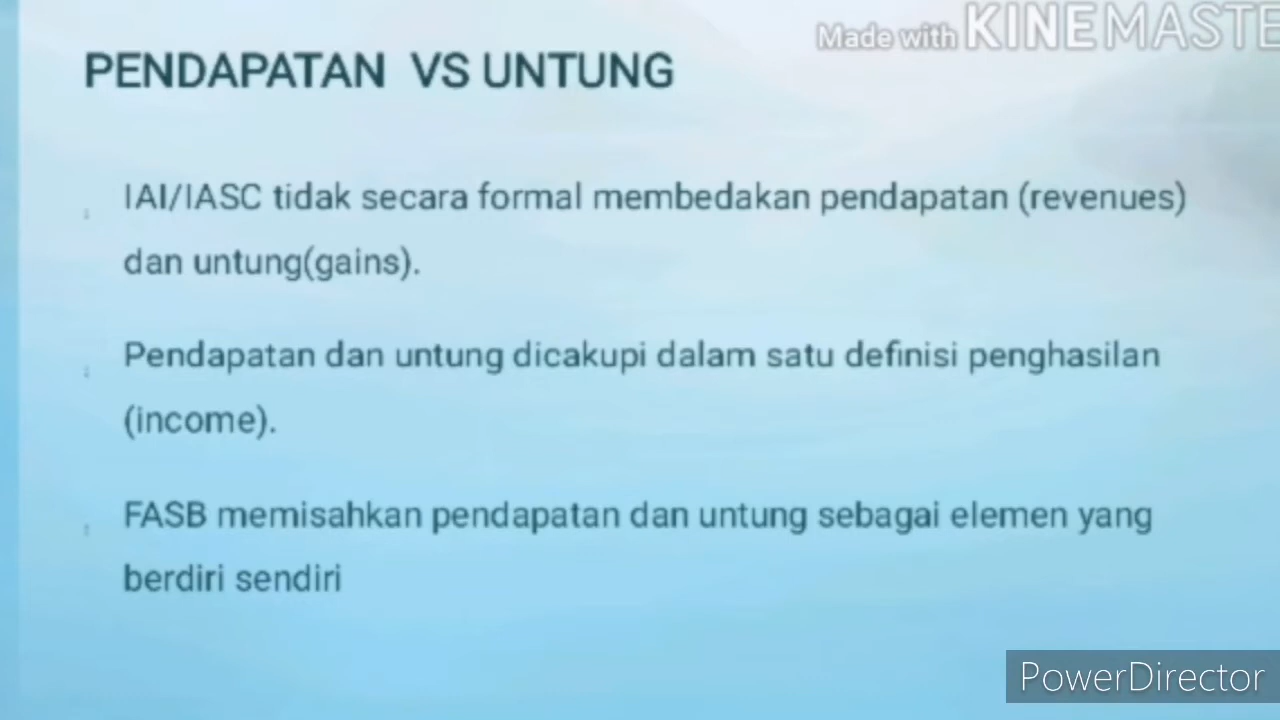 Made with KINEMASTE
PENDAPATAN VS UNTUNG
IAI/IASC tidak secara formal membedakan pendapatan (revenues)
dan untung(gains).
Pendapatan dan untung dicakupi dalam satu definisi penghasilan
(income).
FASB memisahkan pendapatan dan untung sebagai elemen yang
berdiri sendiri
PowerDirector